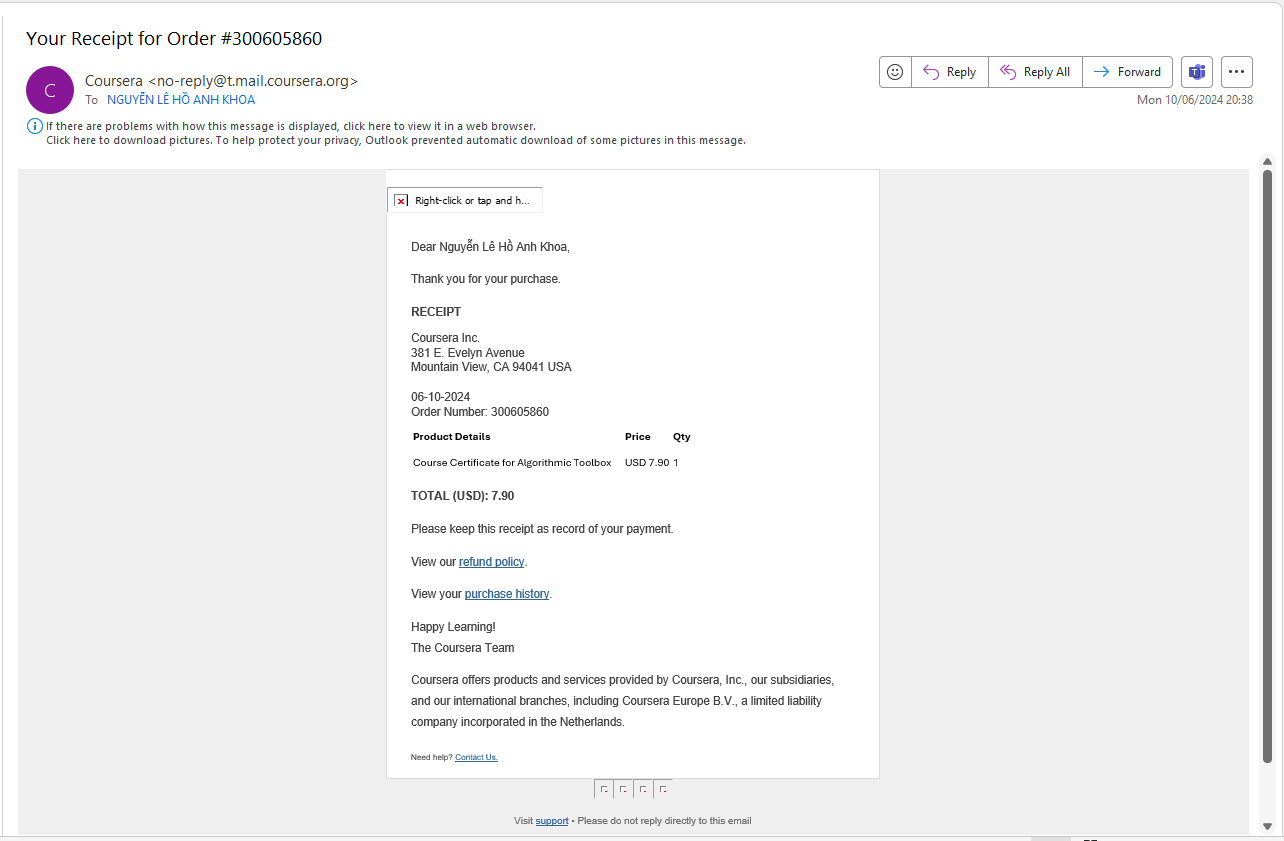 Your Receipt for Order #300605860
C
Coursera <no-reply@t.mail.coursera.org>
To NGUYỄN LÊ HỒ ANH KHOA
Reply
Reply All
Forward
Mon 10/06/2024 20:38
If there are problems with how this message is displayed, click here to view it in a web browser.
Click here to download pictures. To help protect your privacy, Outlook prevented automatic download of some pictures in this message.
Right-click or tap and h...
Dear Nguyễn Lê Hồ Anh Khoa,
Thank you for your purchase.
RECEIPT
Coursera Inc.
381 E. Evelyn Avenue
Mountain View, CA 94041 USA
06-10-2024
Order Number: 300605860
Product Details Price Qty
Course Certificate for Algorithmic Toolbox USD 7.90 1
TOTAL (USD): 7.90
Please keep this receipt as record of your payment.
View our refund policy.
View your purchase history.
Happy Learning!
The Coursera Team
Coursera offers products and services provided by Coursera, Inc., our subsidiaries,
and our international branches, including Coursera Europe B.V., a limited liability
company incorporated in the Netherlands.
Need help? Contact Us.
Visit support • Please do not reply directly to this email